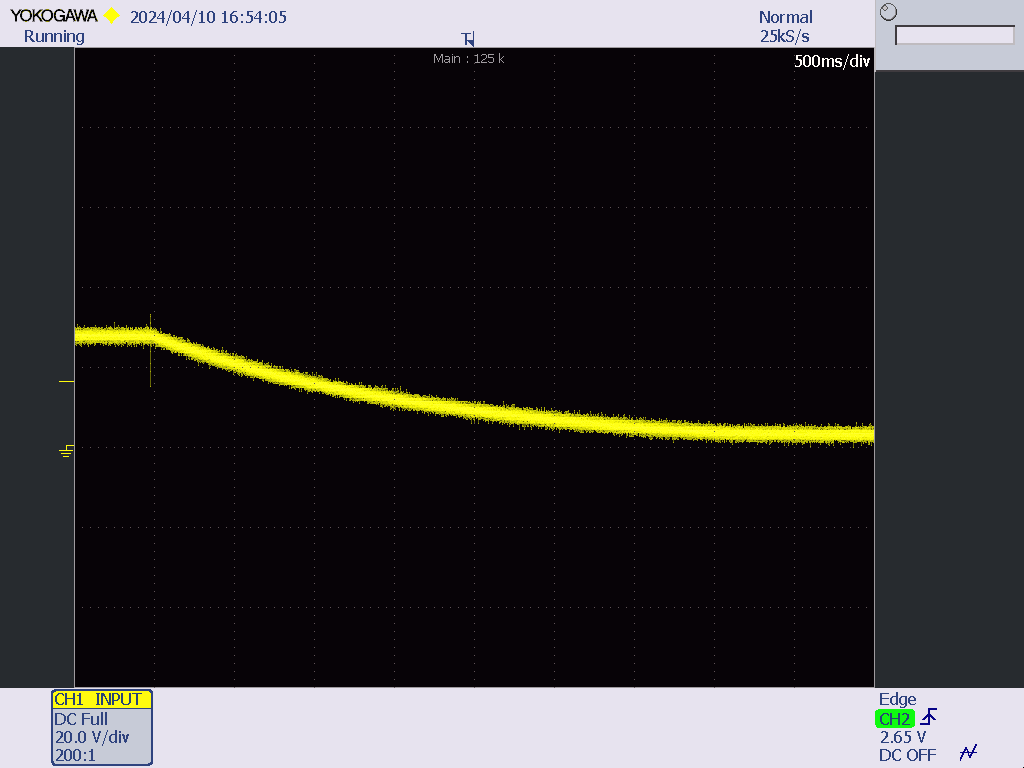 YOKOGAWA 2024/04/10 16:54:05 Normal
Running 25kS/s
T
Main : 125 k
500ms/div
CH1 INPUT
DC Full
20.0 V/div
200:1
Edge
CH2
2.65 V
DC OFF